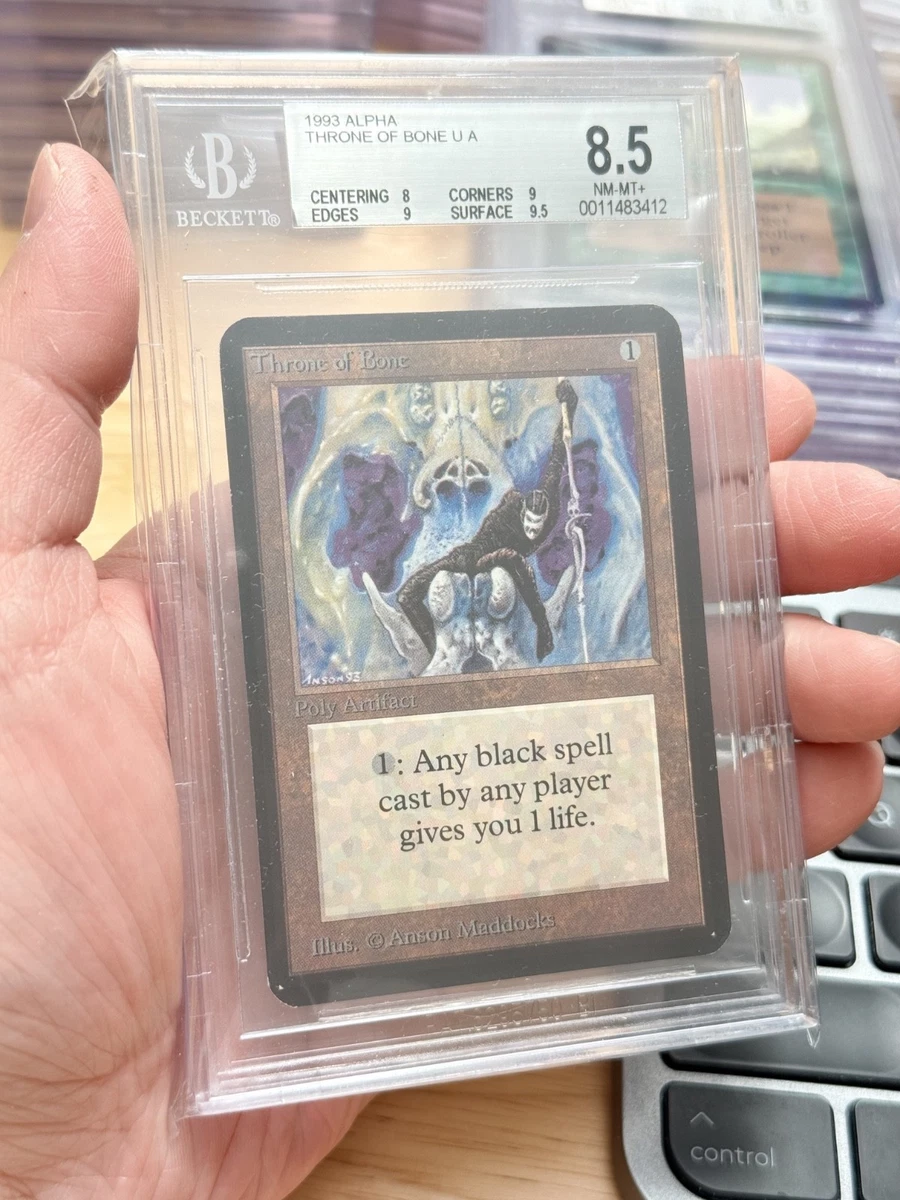 1993 ALPHA
THRONE OF BONE U A
8.5
CENTERING 8 CORNERS 9 NM-MT+
EDGES 9 SURFACE 9.5 0011483412
B
BECKETT®
Throne of Bone 1
ANSON93
Poly Artifact
1: Any black spell
cast by any player
gives you 1 life.
Illus. © Anson Maddocks
control